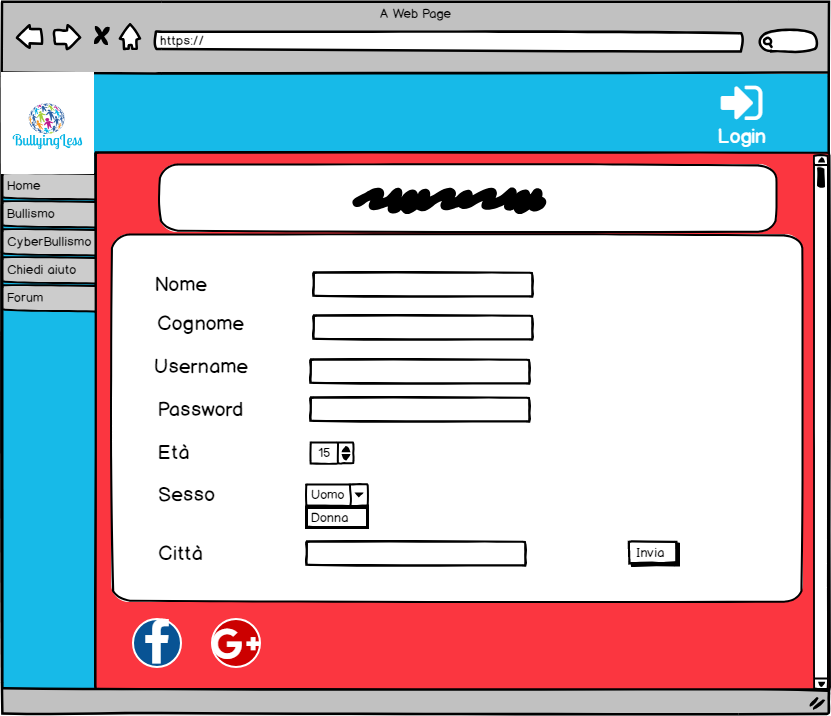 A Web Page
https://
Login
BullyingLess
Home
Bullismo
CyberBullismo
Chiedi aiuto
Forum
Nome
Cognome
Username
Password
Età
15
Sesso
Uomo
Donna
Città
Invia
f
G+